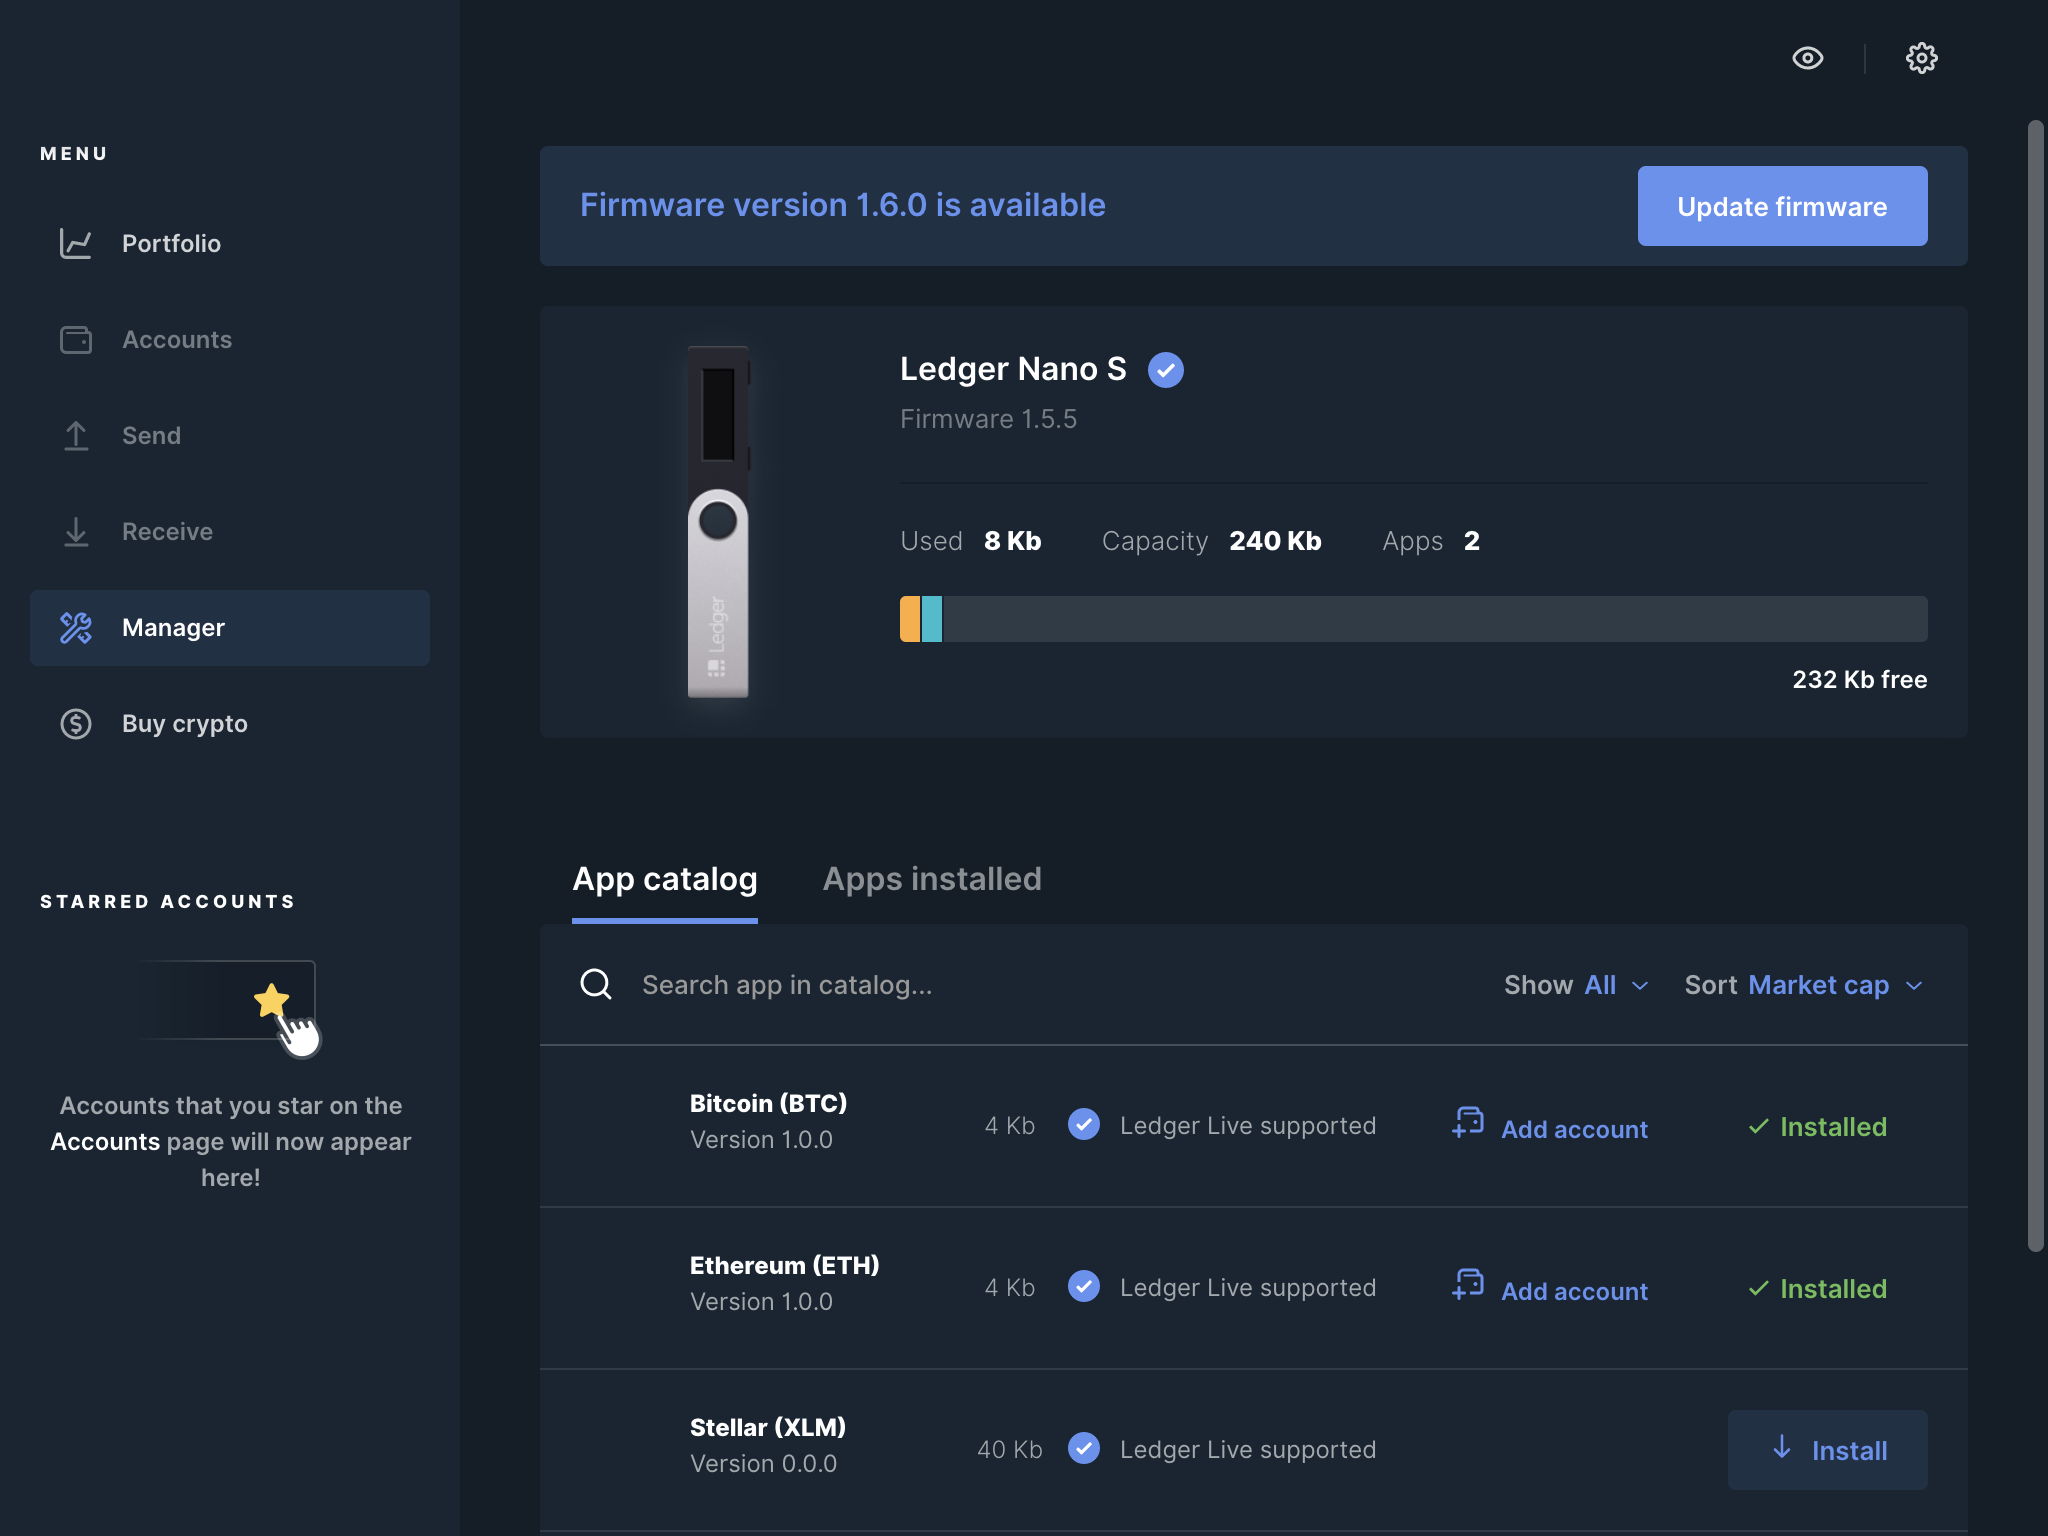 MENU
Portfolio
Accounts
Send
Receive
Manager
Buy crypto
STARRED ACCOUNTS
Accounts that you star on the
Accounts page will now appear
here!
Firmware version 1.6.0 is available
Update firmware
Ledger
Ledger Nano S
Firmware 1.5.5
Used 8 Kb Capacity 240 Kb Apps 2
232 Kb free
App catalog Apps installed
Search app in catalog... Show All Sort Market cap
Bitcoin (BTC)
Version 1.0.0
4 Kb Ledger Live supported Add account Installed
Ethereum (ETH)
Version 1.0.0
4 Kb Ledger Live supported Add account Installed
Stellar (XLM)
Version 0.0.0
40 Kb Ledger Live supported Install